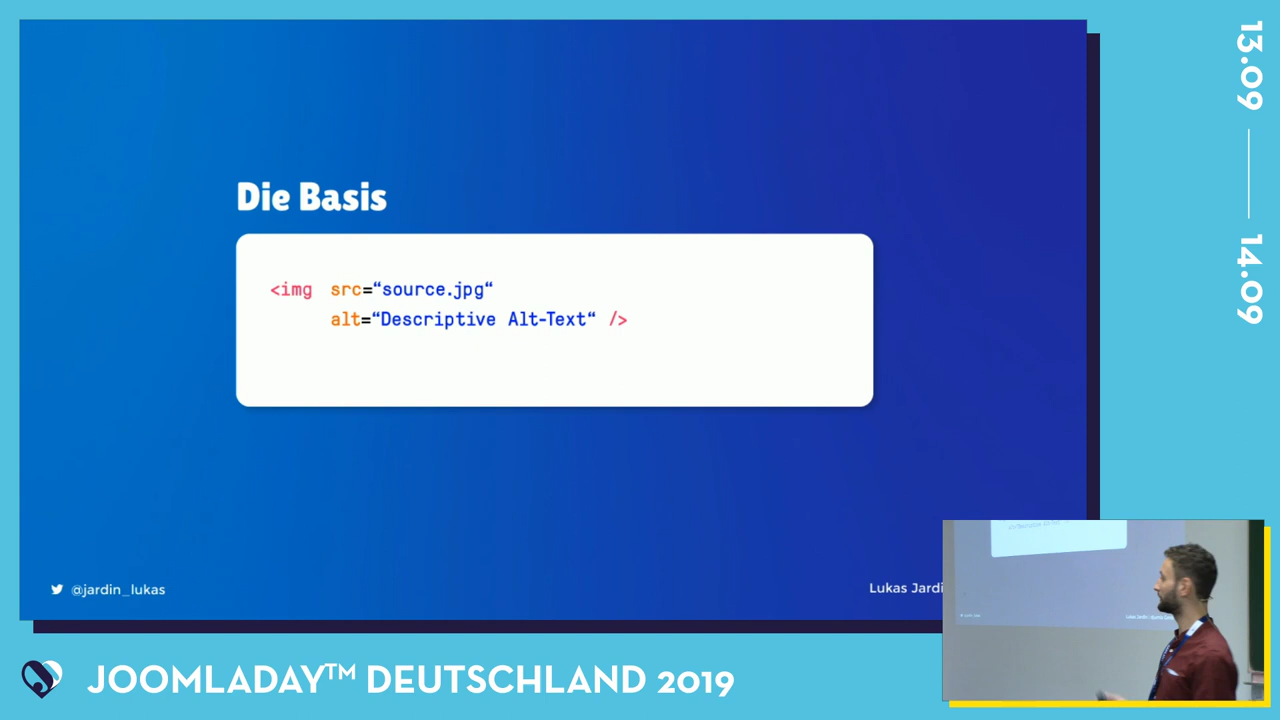 Die Basis
<img src=“source.jpg“
alt=“Descriptive Alt-Text“ />
@jardin_lukas
Lukas Jardi
JOOMLADAY™ DEUTSCHLAND 2019
13.09
14.09